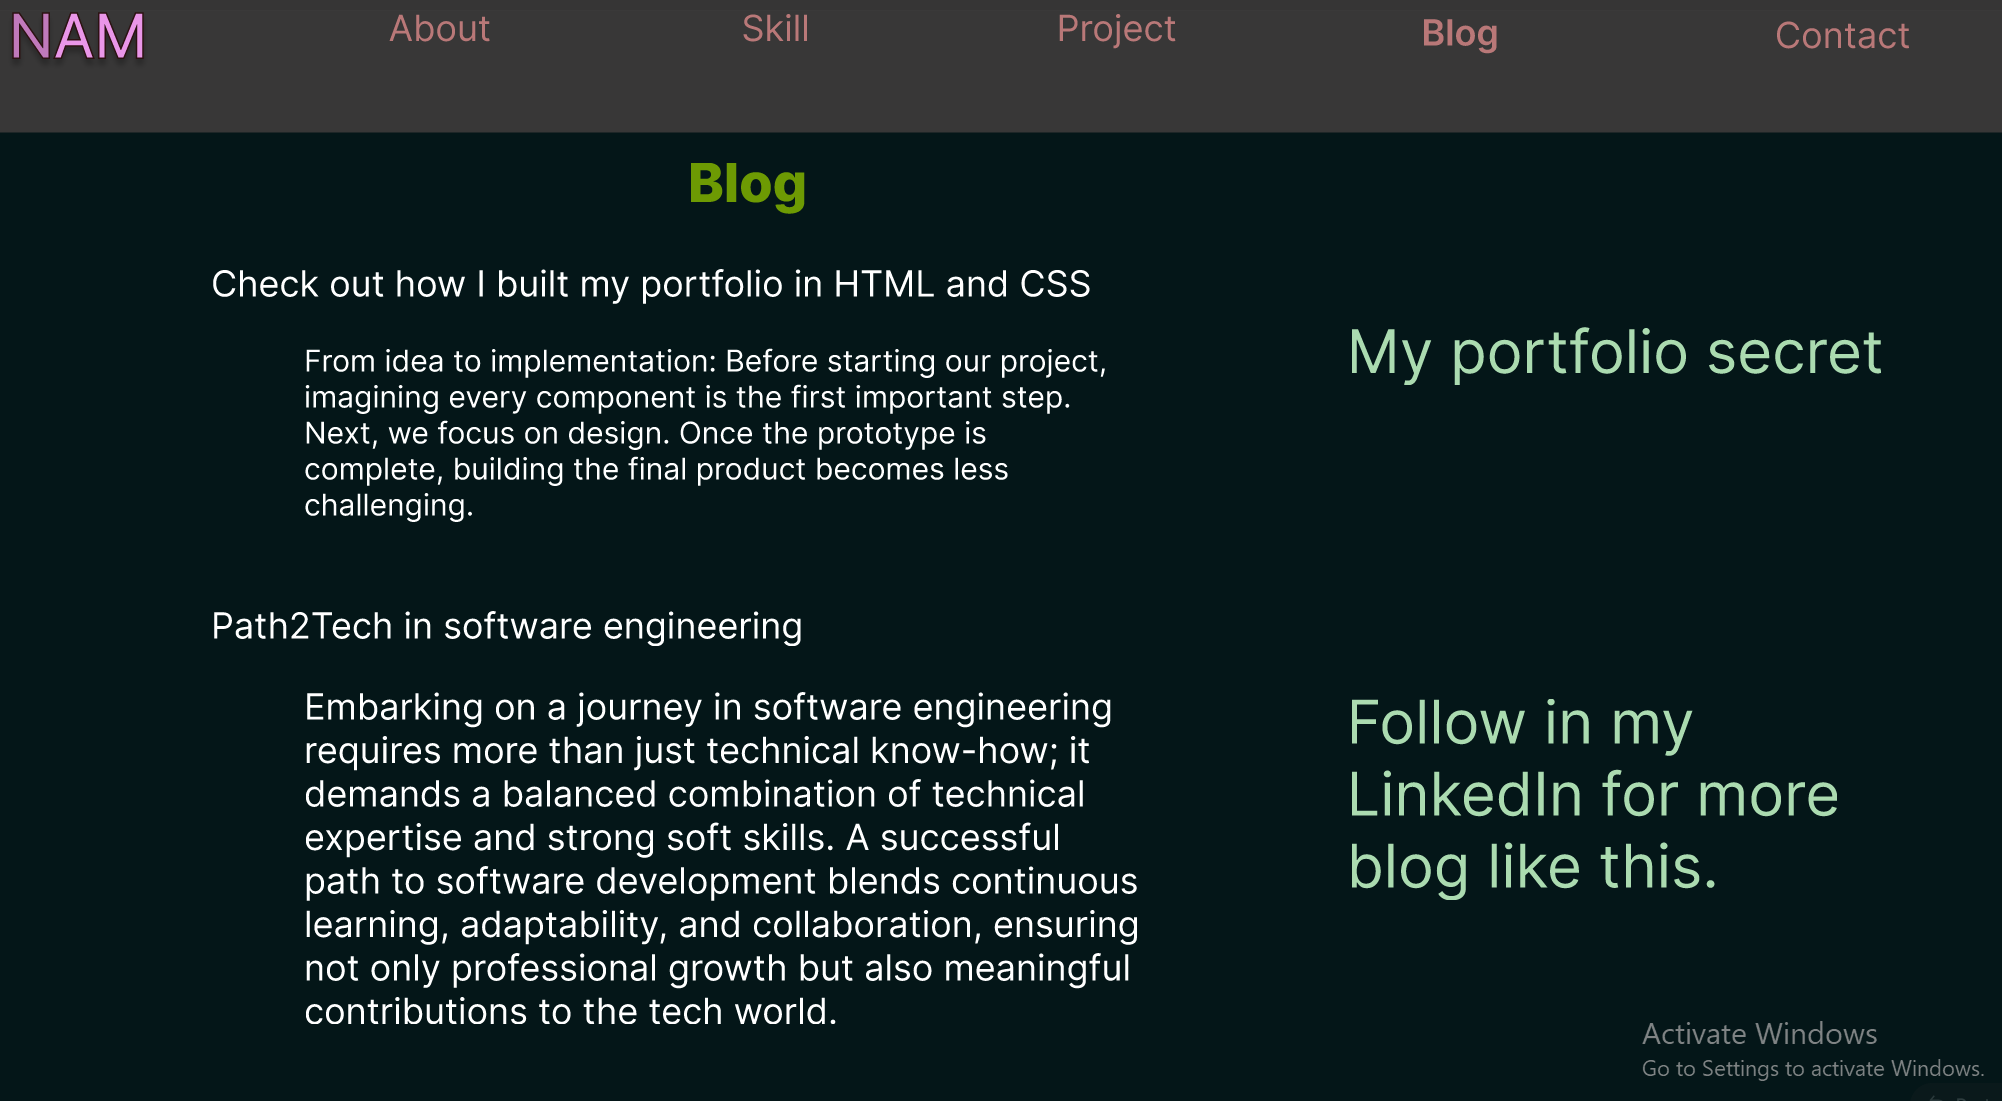 NAM
About
Skill
Project
Blog
Contact
Blog
Check out how I built my portfolio in HTML and CSS
From idea to implementation: Before starting our project,
imagining every component is the first important step.
Next, we focus on design. Once the prototype is
complete, building the final product becomes less
challenging.
My portfolio secret
Path2Tech in software engineering
Embarking on a journey in software engineering
requires more than just technical know-how; it
demands a balanced combination of technical
expertise and strong soft skills. A successful
path to software development blends continuous
learning, adaptability, and collaboration, ensuring
not only professional growth but also meaningful
contributions to the tech world.
Follow in my
LinkedIn for more
blog like this.
Activate Windows
Go to Settings to activate Windows.